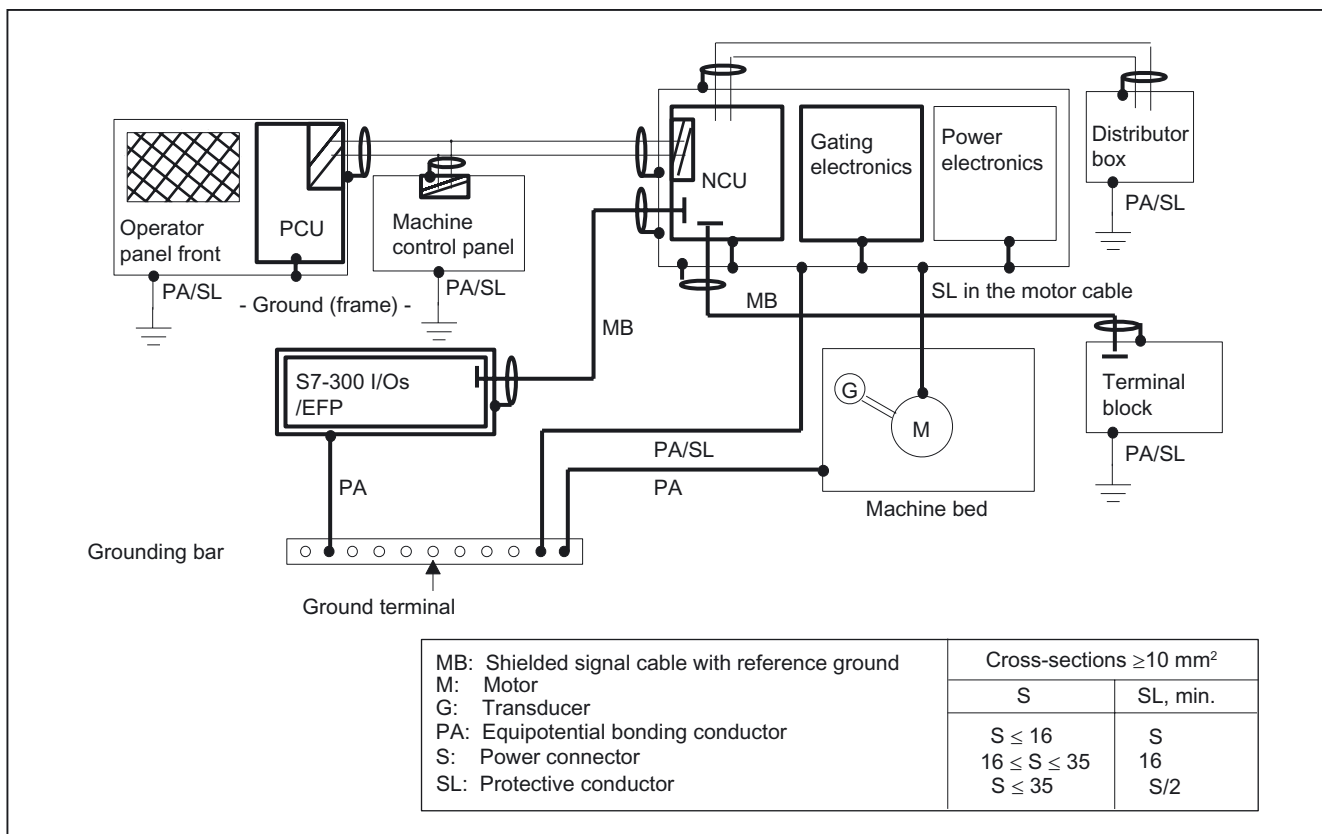 Operator
panel front
PCU
Machine
control panel
NCU
Gating
electronics
Power
electronics
Distributor
box
PA/SL
- Ground (frame) -
PA/SL
PA/SL
MB
MB
SL in the motor cable
S7-300 I/Os
/EFP
G
M
Terminal
block
PA/SL
PA/SL
PA
PA
Machine bed
Grounding bar
Ground terminal
MB: Shielded signal cable with reference ground
M: Motor
G: Transducer
PA: Equipotential bonding conductor
S: Power connector
SL: Protective conductor
Cross-sections ≥10 mm²
S SL, min.
S ≤ 16 S
16 ≤ S ≤ 35 16
S ≤ 35 S/2